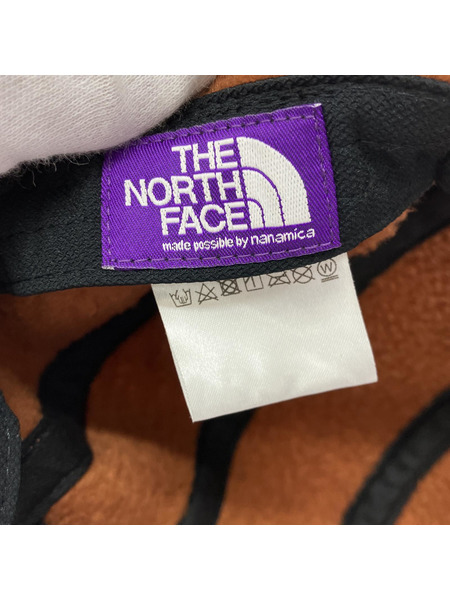 THE
NORTH
FACE
made possible by nanamica